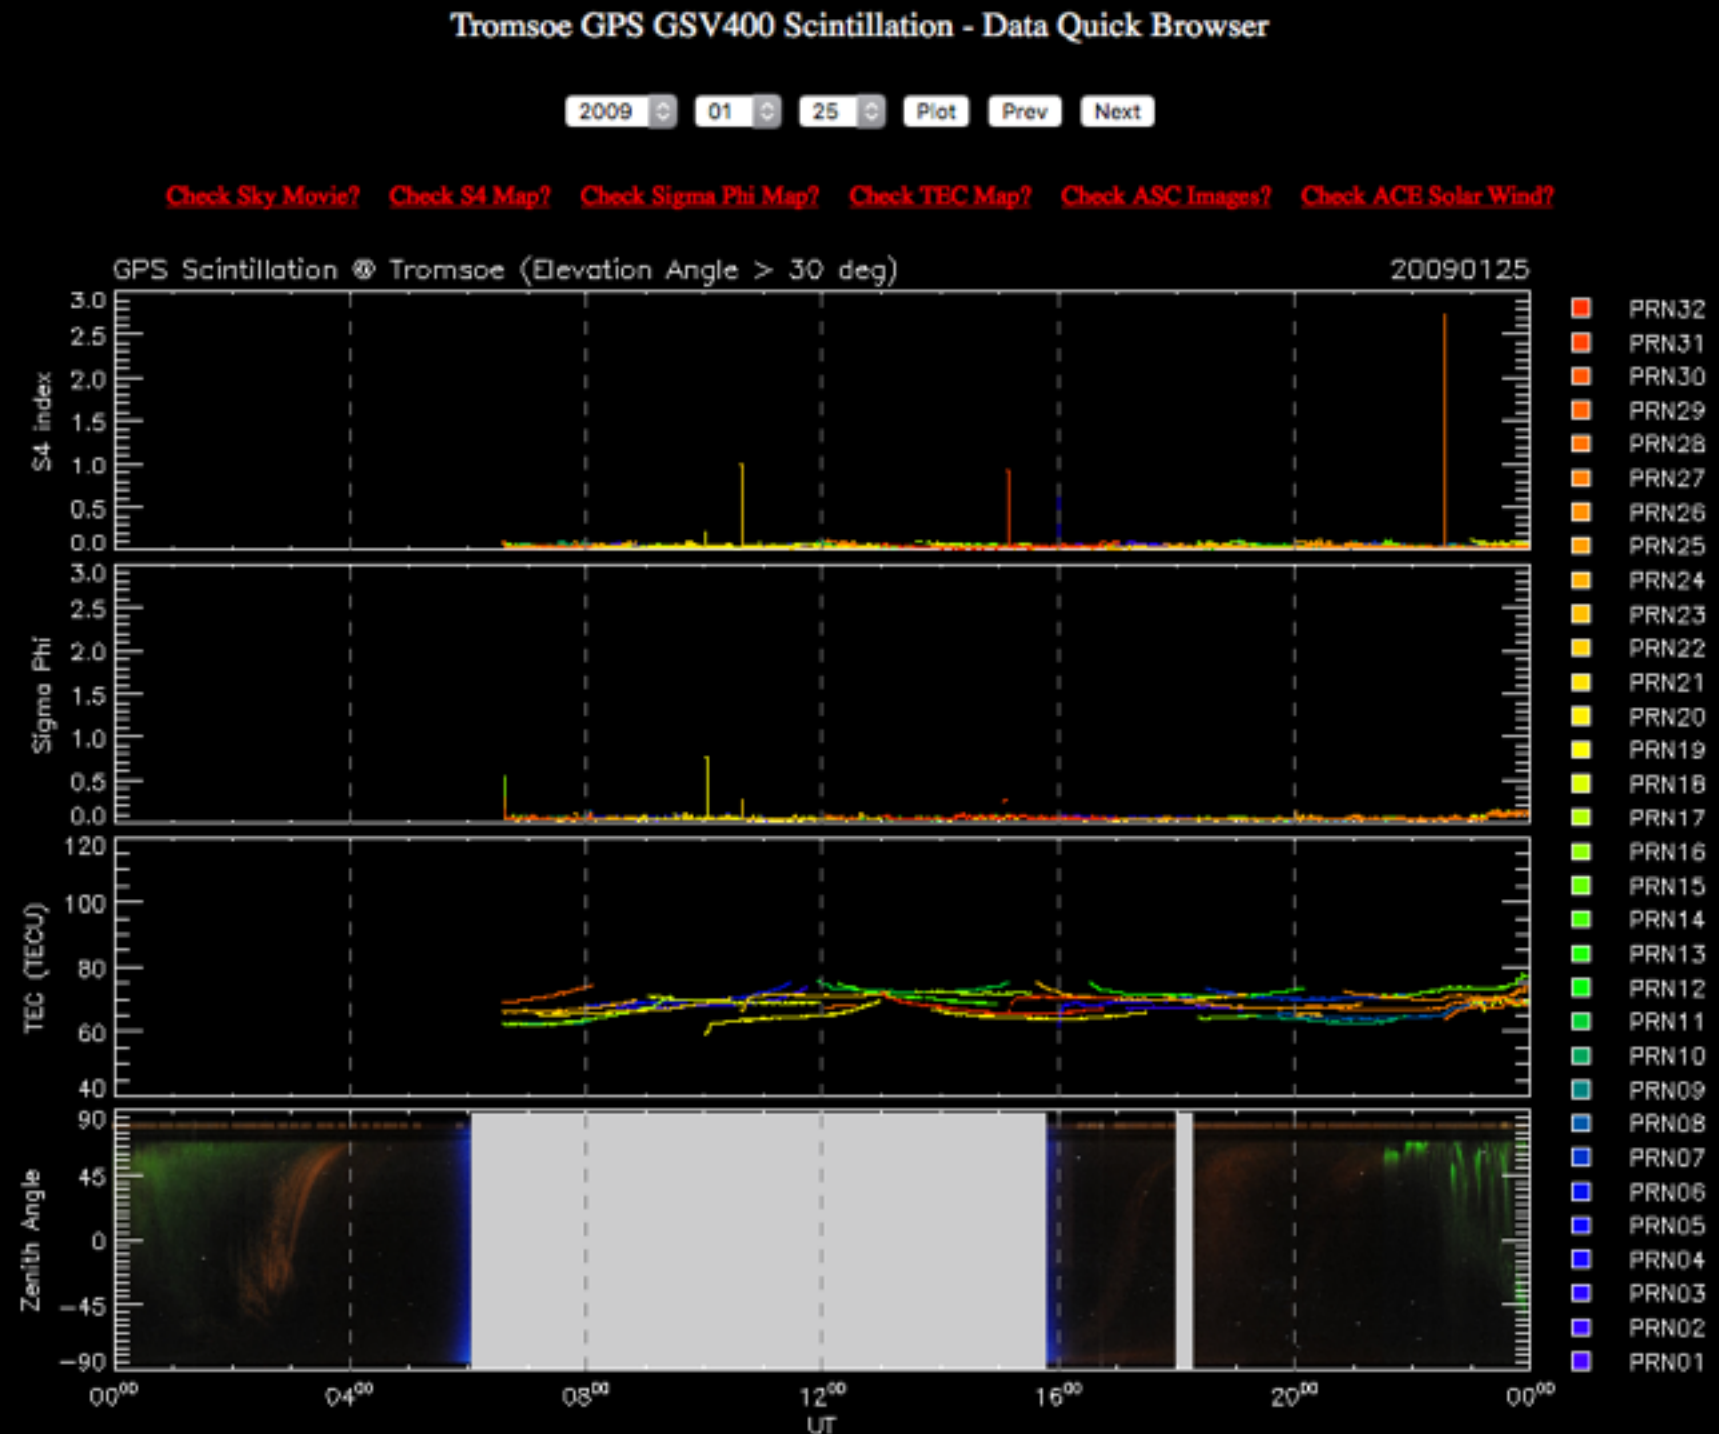 Tromsoe GPS GSV400 Scintillation - Data Quick Browser
2009 01 25 Plot Prev Next
Check Sky Movie? Check S4 Map? Check Sigma Phi Map? Check TEC Map? Check ASC Images? Check ACE Solar Wind?
GPS Scintillation @ Tromsoe (Elevation Angle > 30 deg) 20090125
S4 index
3.0
2.5
2.0
1.5
1.0
0.5
0.0
Sigma Phi
3.0
2.5
2.0
1.5
1.0
0.5
0.0
TEC (TECU)
120
100
80
60
40
Zenith Angle
90
45
0
-45
-90
00⁰⁰ 04⁰⁰ 08⁰⁰ 12⁰⁰ 16⁰⁰ 20⁰⁰ 00⁰⁰
UT
PRN32
PRN31
PRN30
PRN29
PRN28
PRN27
PRN26
PRN25
PRN24
PRN23
PRN22
PRN21
PRN20
PRN19
PRN18
PRN17
PRN16
PRN15
PRN14
PRN13
PRN12
PRN11
PRN10
PRN09
PRN08
PRN07
PRN06
PRN05
PRN04
PRN03
PRN02
PRN01